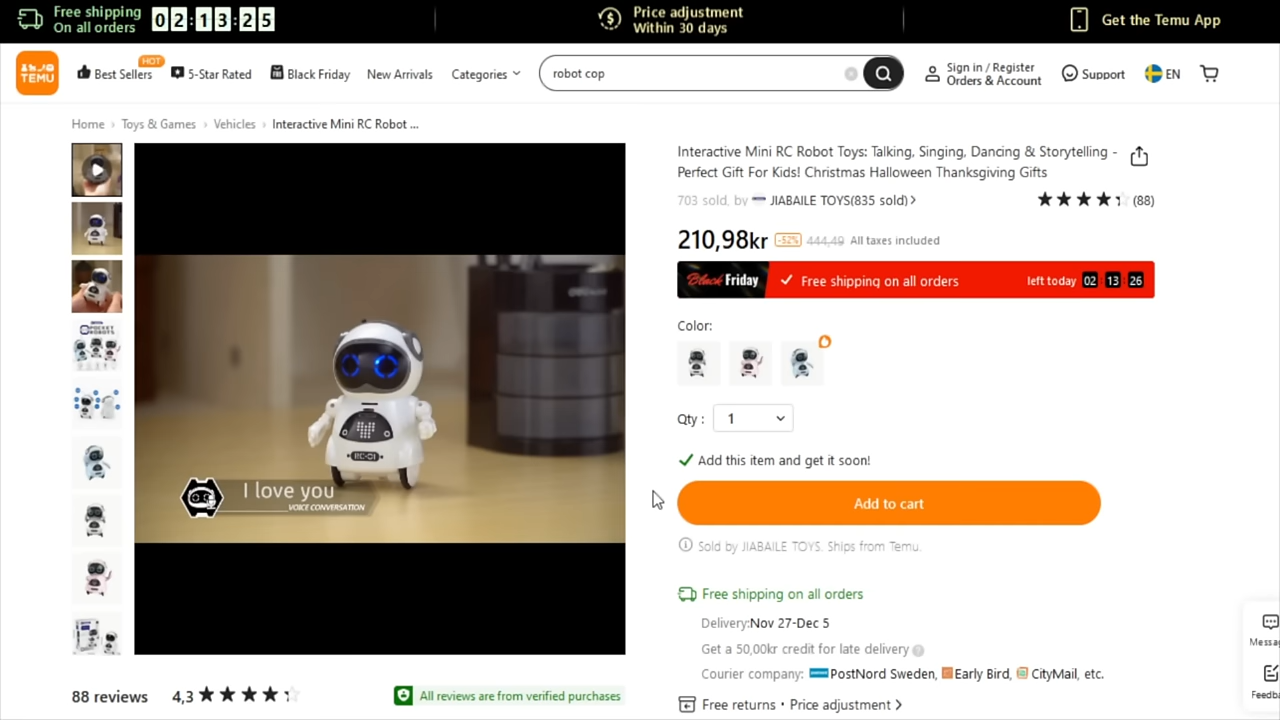 Free shipping
On all orders
02:13:25
Price adjustment
Within 30 days
Get the Temu App
TEMU
Best Sellers
HOT
5-Star Rated
Black Friday
New Arrivals
Categories
robot cop
Sign in / Register
Orders & Account
Support
EN
Home › Toys & Games › Vehicles › Interactive Mini RC Robot ...
Interactive Mini RC Robot Toys: Talking, Singing, Dancing & Storytelling -
Perfect Gift For Kids! Christmas Halloween Thanksgiving Gifts
703 sold, by JIABAILE TOYS(835 sold)
(88)
210,98kr -52% 444,49 All taxes included
Black Friday Free shipping on all orders left today 02:13:26
Color:
Qty : 1
Add this item and get it soon!
Add to cart
Sold by JIABAILE TOYS. Ships from Temu.
Free shipping on all orders
Delivery:Nov 27-Dec 5
Get a 50,00kr credit for late delivery
Courier company: PostNord Sweden, Early Bird, CityMail, etc.
Free returns · Price adjustment
POCKET
ROBOTS
RC-01
I love you
VOICE CONVERSATION
88 reviews
4,3
All reviews are from verified purchases
Messa
Feedba